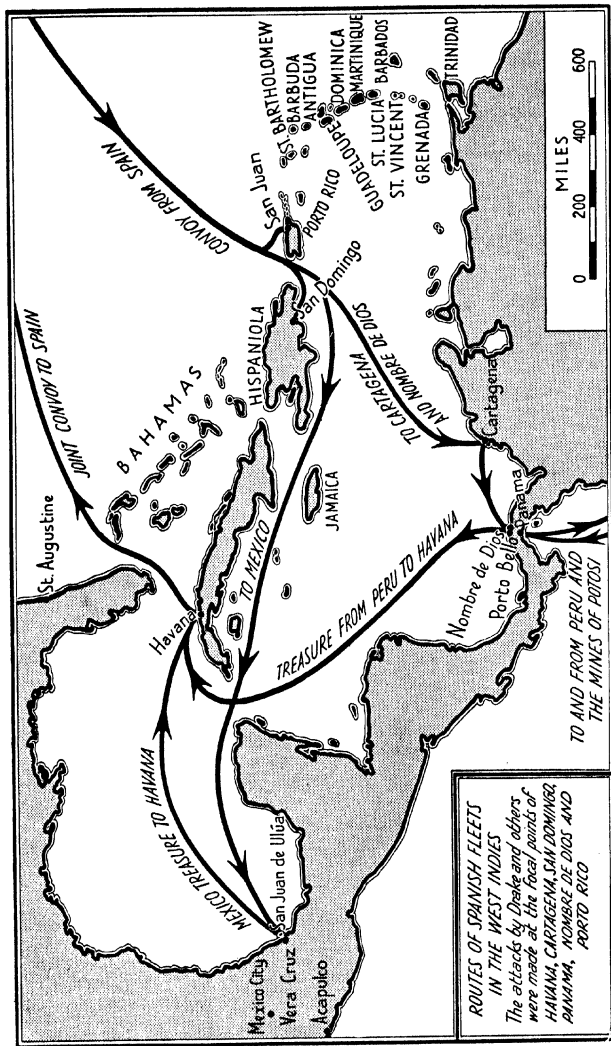 CONVOY FROM SPAIN
JOINT CONVOY TO SPAIN
St. Augustine
BAHAMAS
Havana
San Juan
PORTO RICO
ST. BARTHOLOMEW
BARBUDA
ANTIGUA
GUADELOUPE
DOMINICA
MARTINIQUE
ST. LUCIA
BARBADOS
ST. VINCENT
GRENADA
TRINIDAD
HISPANIOLA
San Domingo
JAMAICA
TO MEXICO
MEXICO TREASURE TO HAVANA
San Juan de Ulúa
Mexico City
Vera Cruz
Acapulco
TREASURE FROM PERU TO HAVANA
TO CARTAGENA
AND NOMBRE DE DIOS
Cartagena
Nombre de Dios
Porto Bello
Panama
TO AND FROM PERU AND
THE MINES OF POTOSI
ROUTES OF SPANISH FLEETS
IN THE WEST INDIES
The attacks by Drake and others
were made at the focal points of
HAVANA, CARTAGENA, SAN DOMINGO,
PANAMA, NOMBRE DE DIOS AND
PORTO RICO
MILES
0 200 400 600